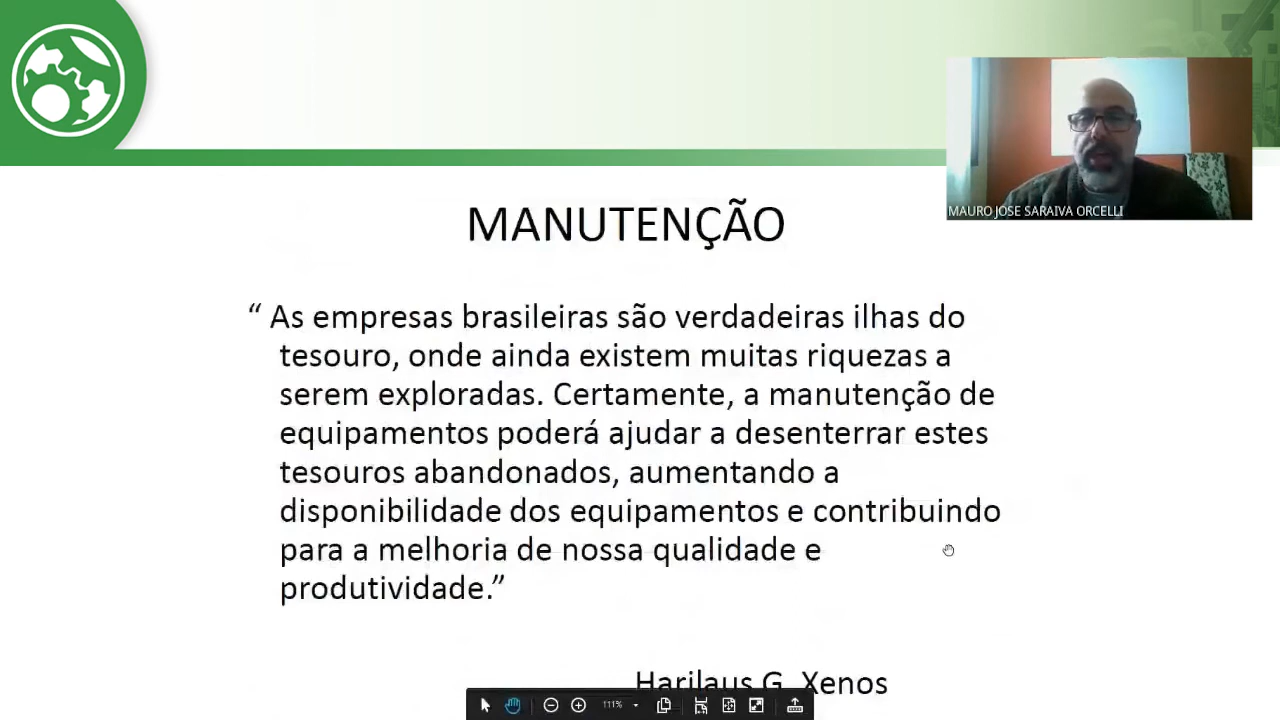 MAURO JOSE SARAIVA ORCELLI
MANUTENÇÃO
“ As empresas brasileiras são verdadeiras ilhas do
tesouro, onde ainda existem muitas riquezas a
serem exploradas. Certamente, a manutenção de
equipamentos poderá ajudar a desenterrar estes
tesouros abandonados, aumentando a
disponibilidade dos equipamentos e contribuindo
para a melhoria de nossa qualidade e
produtividade.”
Harilaus G. Xenos
111%